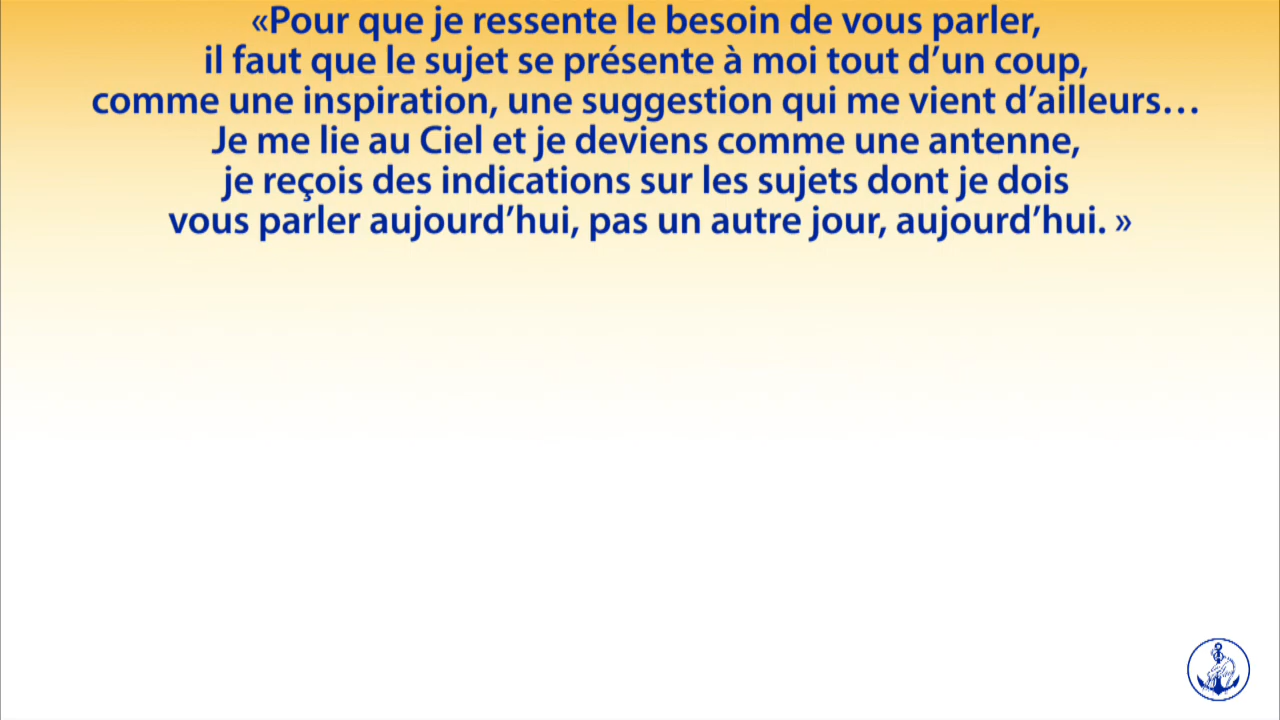 «Pour que je ressente le besoin de vous parler,
il faut que le sujet se présente à moi tout d’un coup,
comme une inspiration, une suggestion qui me vient d’ailleurs…
Je me lie au Ciel et je deviens comme une antenne,
je reçois des indications sur les sujets dont je dois
vous parler aujourd’hui, pas un autre jour, aujourd’hui. »